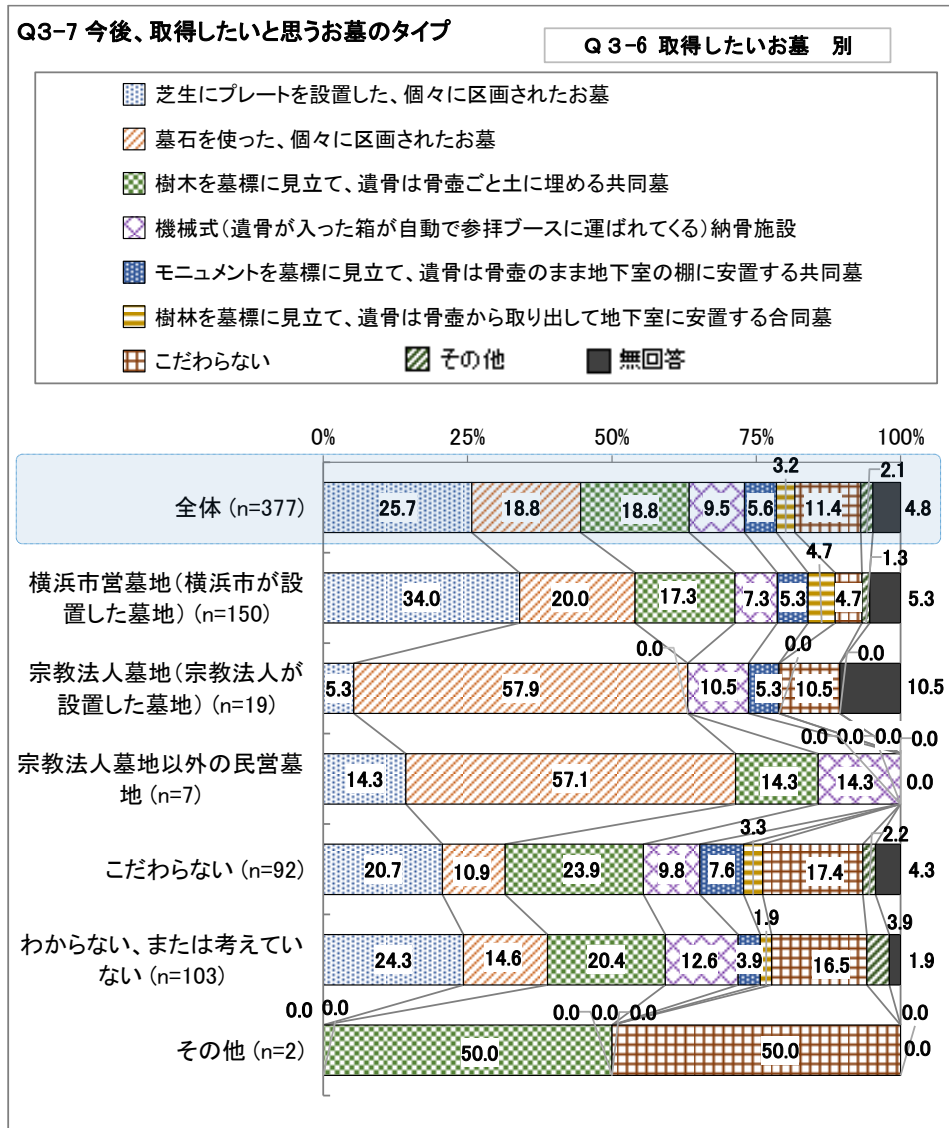 Q3-7 今後、取得したいと思うお墓のタイプ
Q3-6 取得したいお墓 別
芝生にプレートを設置した、個々に区画されたお墓
墓石を使った、個々に区画されたお墓
樹木を墓標に見立て、遺骨は骨壺ごと土に埋める共同墓
機械式(遺骨が入った箱が自動で参拝ブースに運ばれてくる)納骨施設
モニュメントを墓標に見立て、遺骨は骨壺のまま地下室の棚に安置する共同墓
樹林を墓標に見立て、遺骨は骨壺から取り出して地下室に安置する合同墓
こだわらない その他 無回答
0% 25% 50% 75% 100%
3.2 2.1
全体 (n=377) 25.7 18.8 18.8 9.5 5.6 11.4 4.8
4.7 1.3
横浜市営墓地(横浜市が設
置した墓地) (n=150)
34.0 20.0 17.3 7.3 5.3 4.7 5.3
0.0 0.0 0.0
宗教法人墓地(宗教法人が
設置した墓地) (n=19)
5.3 57.9 10.5 5.3 10.5 10.5
0.0 0.0 0.0 0.0
宗教法人墓地以外の民営墓
地 (n=7)
14.3 57.1 14.3 14.3 0.0
3.3 2.2
こだわらない (n=92) 20.7 10.9 23.9 9.8 7.6 17.4 4.3
1.9 3.9
わからない、または考えてい
ない (n=103)
24.3 14.6 20.4 12.6 3.9 16.5 1.9
0.0 0.0 0.0 0.0 0.0 0.0
その他 (n=2) 50.0 50.0 0.0